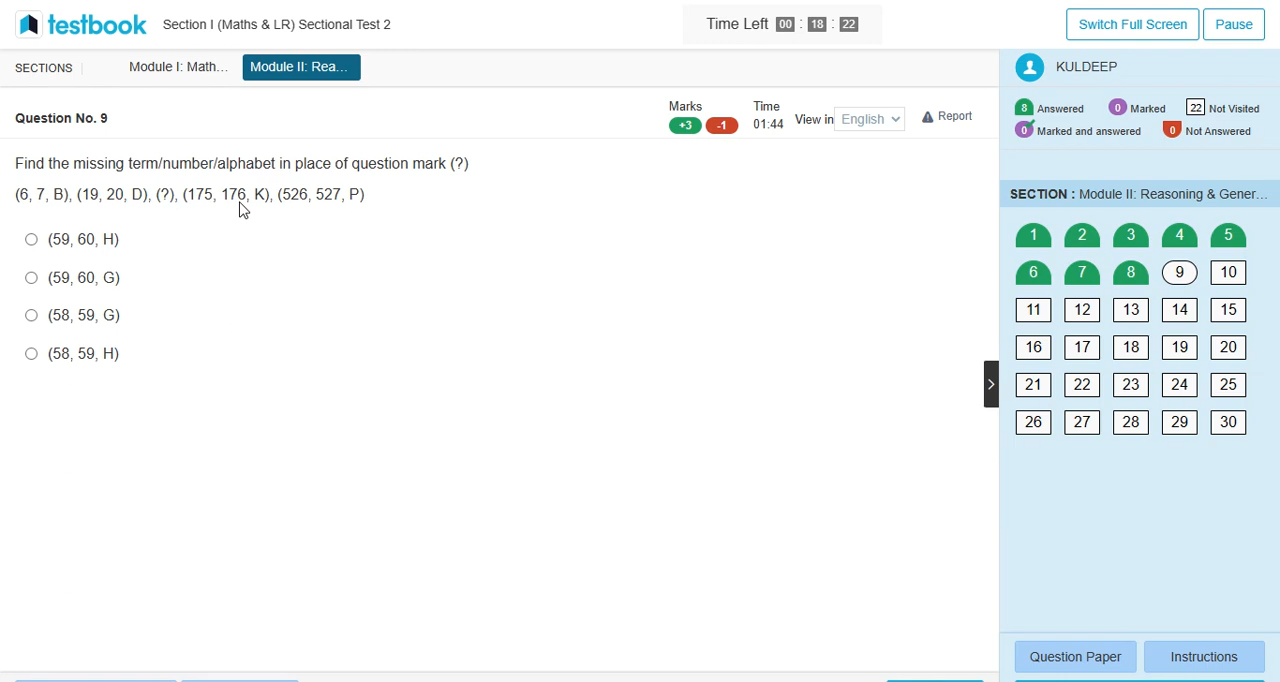 testbook Section I (Maths & LR) Sectional Test 2 Time Left 00 : 18 : 22 Switch Full Screen Pause
SECTIONS Module I: Math... Module II: Rea... KULDEEP
Question No. 9 Marks +3 -1 Time 01:44 View in English Report
8 Answered 0 Marked 22 Not Visited
0 Marked and answered 0 Not Answered
Find the missing term/number/alphabet in place of question mark (?)
(6, 7, B), (19, 20, D), (?), (175, 176, K), (526, 527, P)
(59, 60, H)
(59, 60, G)
(58, 59, G)
(58, 59, H)
SECTION : Module II: Reasoning & Gener...
1 2 3 4 5
6 7 8 9 10
11 12 13 14 15
16 17 18 19 20
21 22 23 24 25
26 27 28 29 30
Question Paper Instructions